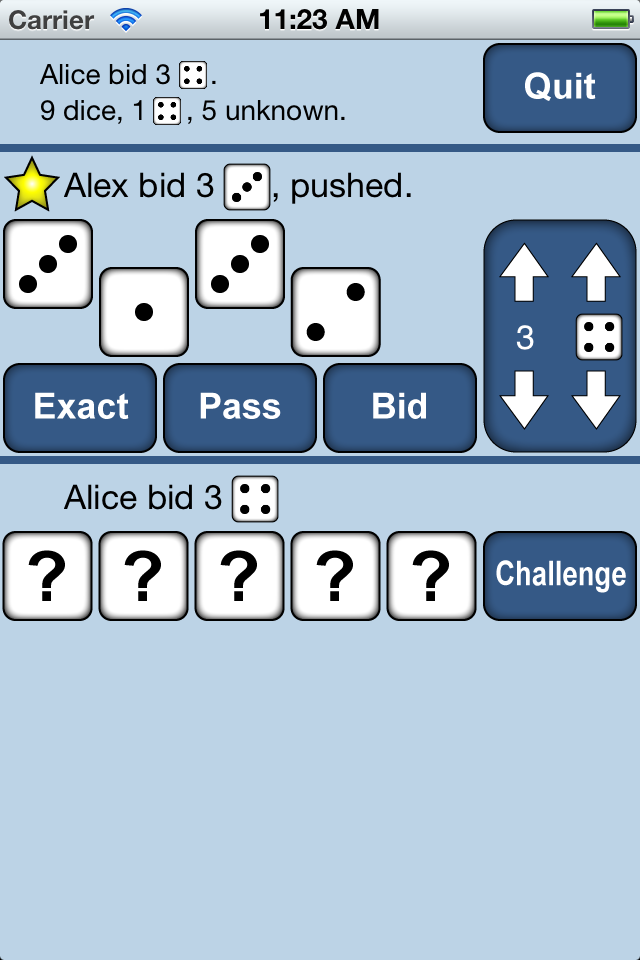 Carrier 11:23 AM
Alice bid 3 .
9 dice, 1 , 5 unknown.
Quit
Alex bid 3 , pushed.
3
Exact Pass Bid
Alice bid 3
? ? ? ? ? Challenge